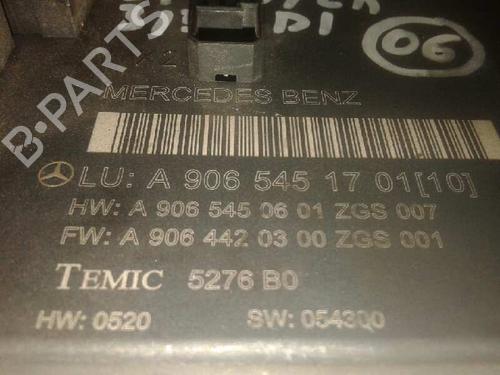 06
X2
MERCEDES BENZ
LU: A 906 545 17 01[10]
HW: A 906 545 06 01 ZGS 007
FW: A 906 442 03 00 ZGS 001
TEMIC 5276 B0
HW: 0520 SW: 054300
B-PARTS